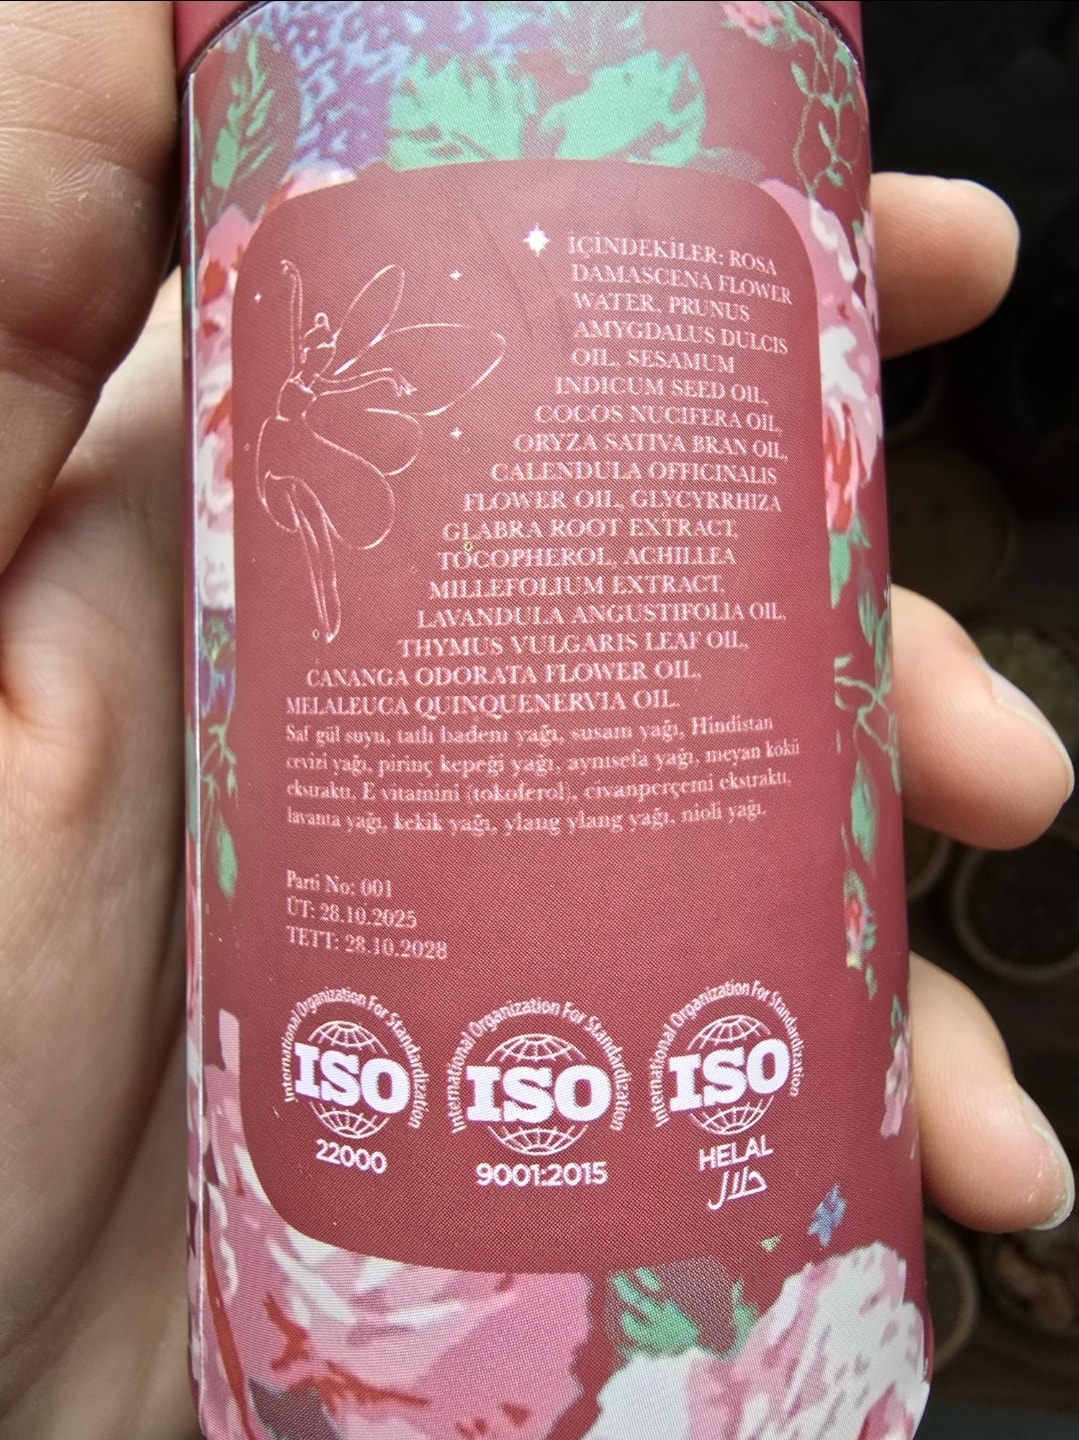 İÇİNDEKİLER: ROSA
DAMASCENA FLOWER
WATER, PRUNUS
AMYGDALUS DULCIS
OIL, SESAMUM
INDICUM SEED OIL,
COCOS NUCIFERA OIL,
ORYZA SATIVA BRAN OIL,
CALENDULA OFFICINALIS
FLOWER OIL, GLYCYRRHIZA
GLABRA ROOT EXTRACT,
TOCOPHEROL, ACHILLEA
MILLEFOLIUM EXTRACT,
LAVANDULA ANGUSTIFOLIA OIL,
THYMUS VULGARIS LEAF OIL,
CANANGA ODORATA FLOWER OIL,
MELALEUCA QUINQUENERVIA OIL.
Saf gül suyu, tatlı badem yağı, susam yağı, Hindistan
cevizi yağı, pirinç kepeği yağı, aynısefa yağı, meyan kökü
ekstraktı, E vitamini (tokoferol), civanperçemi ekstraktı,
lavanta yağı, kekik yağı, ylang ylang yağı, nioli yağı.
Parti No: 001
ÜT: 28.10.2025
TETT: 28.10.2028
International Organization For Standardization
ISO
22000
International Organization For Standardization
ISO
9001:2015
International Organization For Standardization
ISO
HELAL
حلال